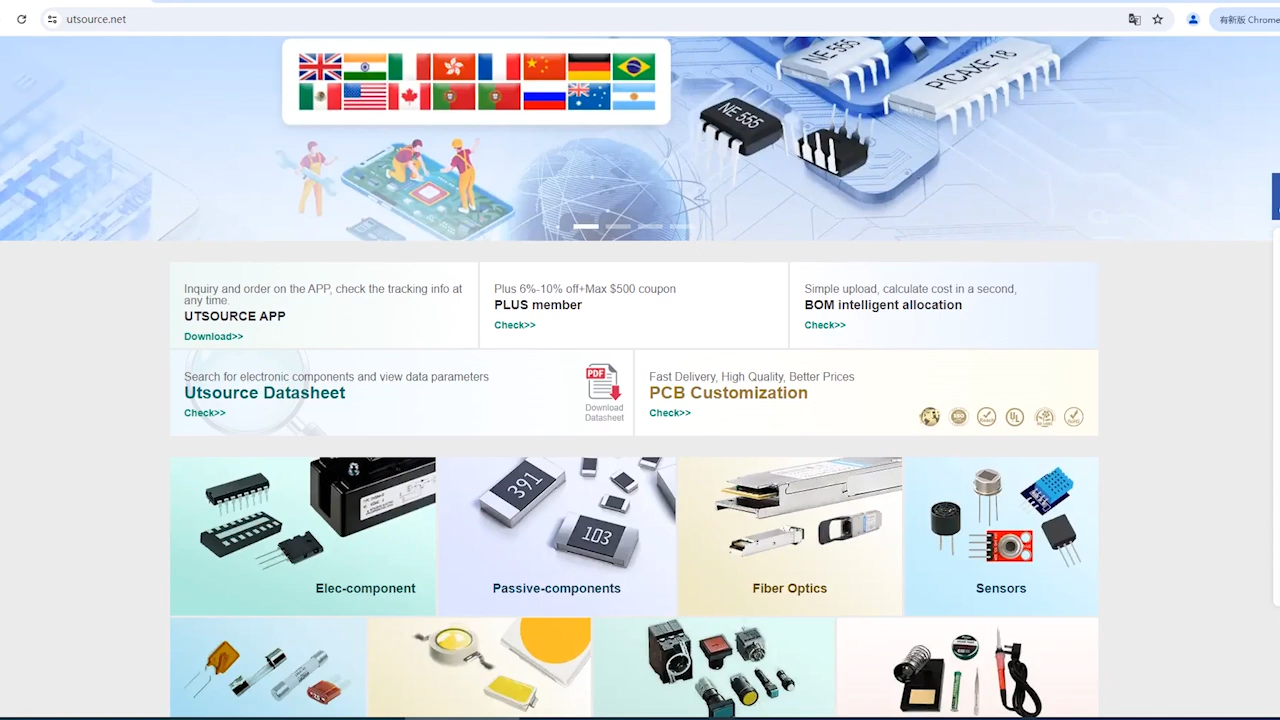 utsource.net
有新版 Chrome
NE 555
PICAXE-18
NE 555
Inquiry and order on the APP, check the tracking info at
any time.
UTSOURCE APP
Download>>
Plus 6%-10% off+Max $500 coupon
PLUS member
Check>>
Simple upload, calculate cost in a second,
BOM intelligent allocation
Check>>
Search for electronic components and view data parameters
Utsource Datasheet
Check>>
PDF
Download
Datasheet
Fast Delivery, High Quality, Better Prices
PCB Customization
Check>>
UL
391
103
Elec-component
Passive-components
Fiber Optics
Sensors